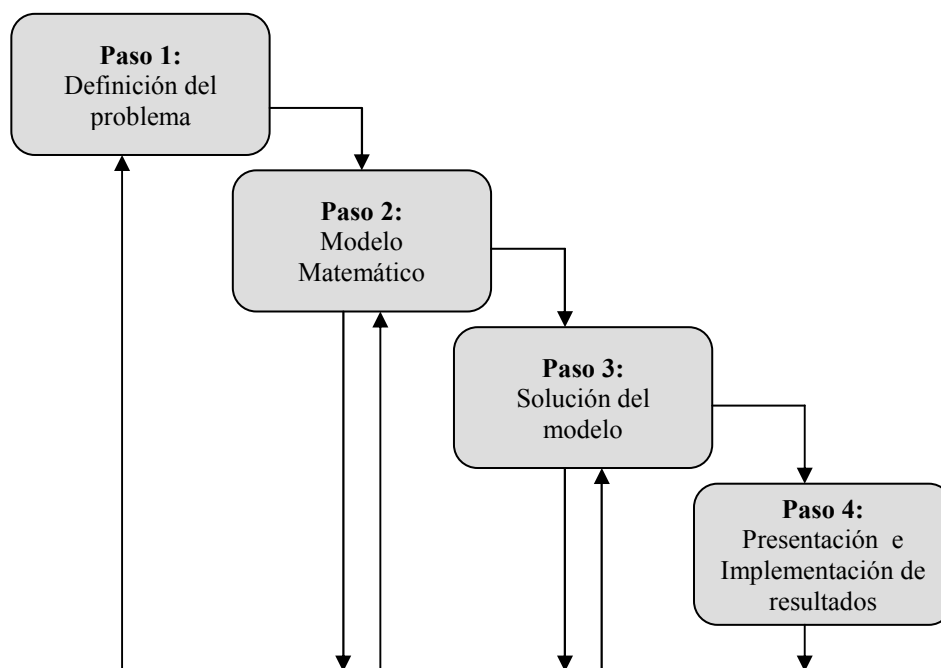 Paso 1:
Definición del
problema
Paso 2:
Modelo
Matemático
Paso 3:
Solución del
modelo
Paso 4:
Presentación e
Implementación de
resultados